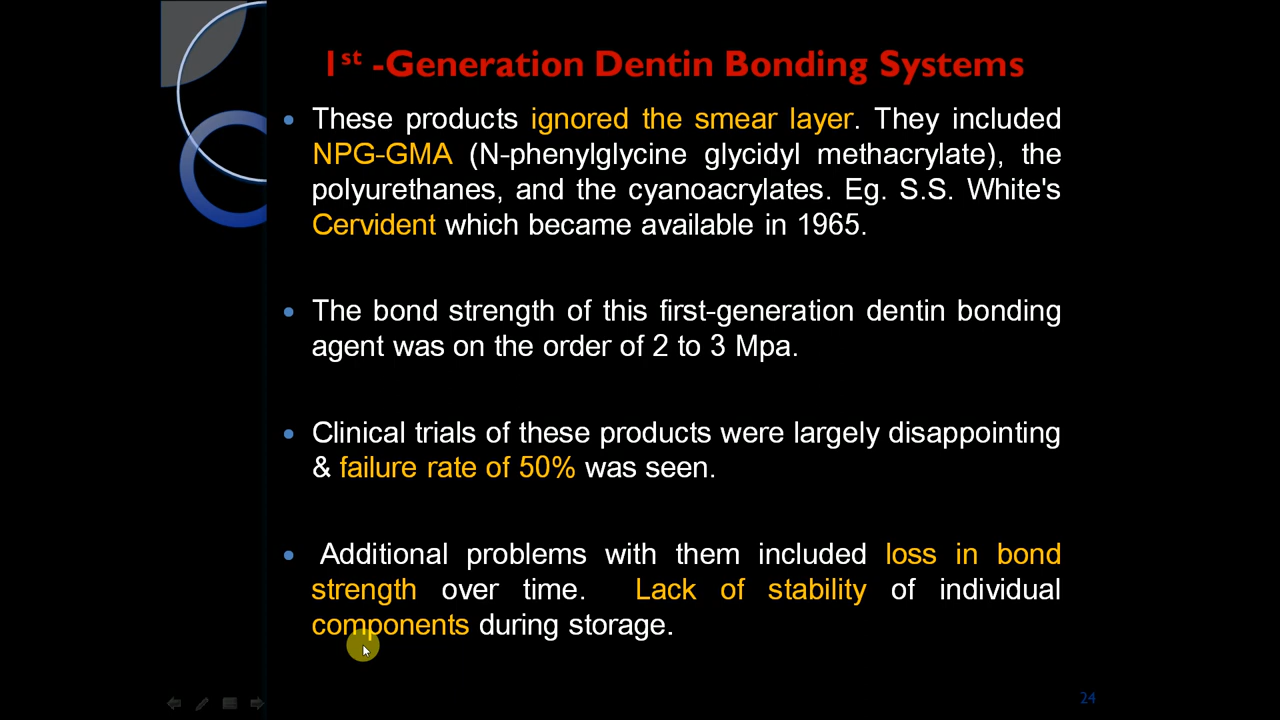 1st -Generation Dentin Bonding Systems
• These products ignored the smear layer. They included
NPG-GMA (N-phenylglycine glycidyl methacrylate), the
polyurethanes, and the cyanoacrylates. Eg. S.S. White's
Cervident which became available in 1965.
• The bond strength of this first-generation dentin bonding
agent was on the order of 2 to 3 Mpa.
• Clinical trials of these products were largely disappointing
& failure rate of 50% was seen.
• Additional problems with them included loss in bond
strength over time. Lack of stability of individual
components during storage.
24